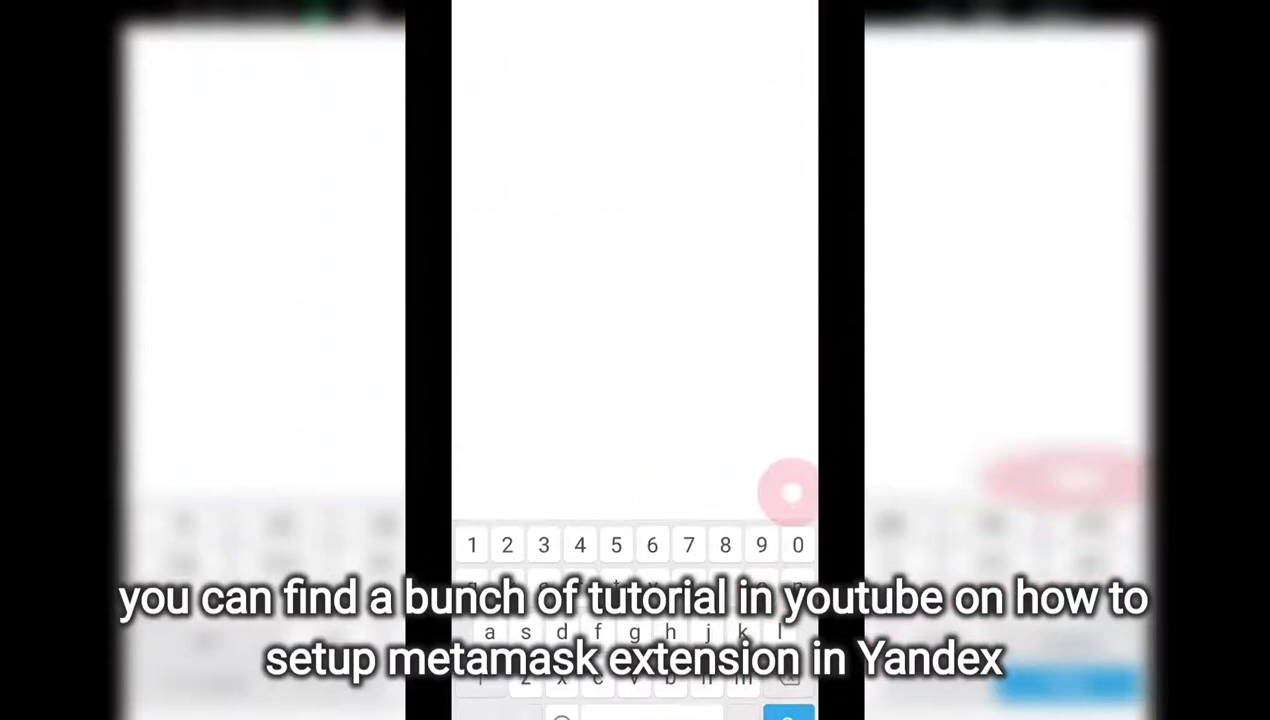 1 2 3 4 5 6 7 8 9 0
you can find a bunch of tutorial in youtube on how to
a s d f g h j k l
setup metamask extension in Yandex
z x c v b n m